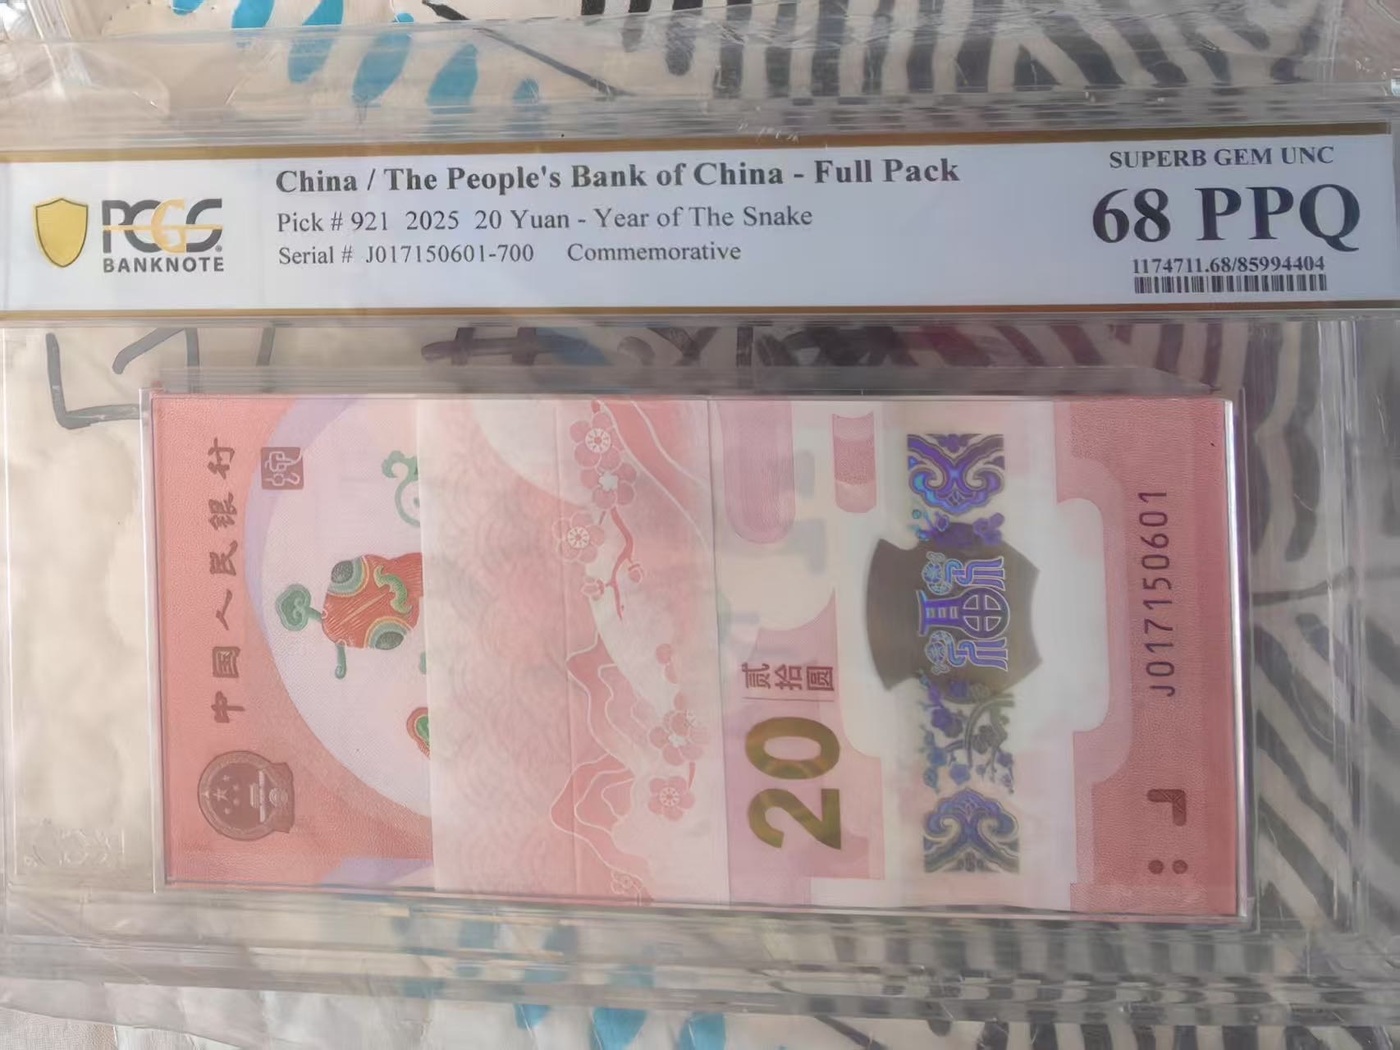 PCGS
BANKNOTE
China / The People's Bank of China - Full Pack
Pick # 921 2025 20 Yuan - Year of The Snake
Serial # J017150601-700 Commemorative
SUPERB GEM UNC
68 PPQ
1174711.68/85994404
中国人民银行
20
贰拾圆
J017150601